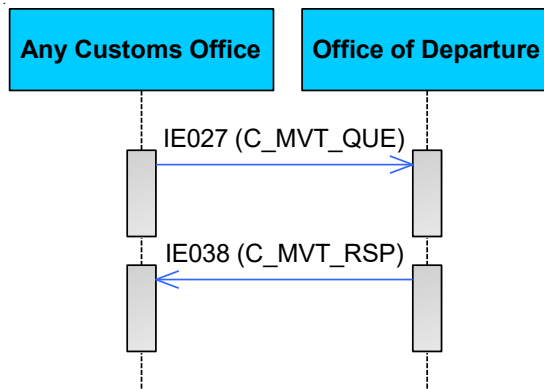 Any Customs Office
Office of Departure
IE027 (C_MVT_QUE)
IE038 (C_MVT_RSP)